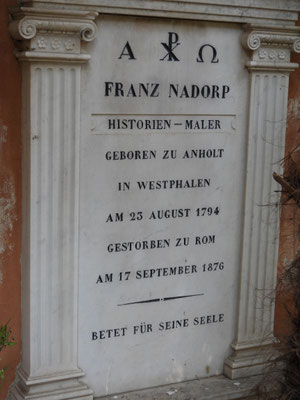 Α ☧ Ω
FRANZ NADORP
HISTORIEN – MALER
GEBOREN ZU ANHOLT
IN WESTPHALEN
AM 23 AUGUST 1794
GESTORBEN ZU ROM
AM 17 SEPTEMBER 1876
BETET FÜR SEINE SEELE